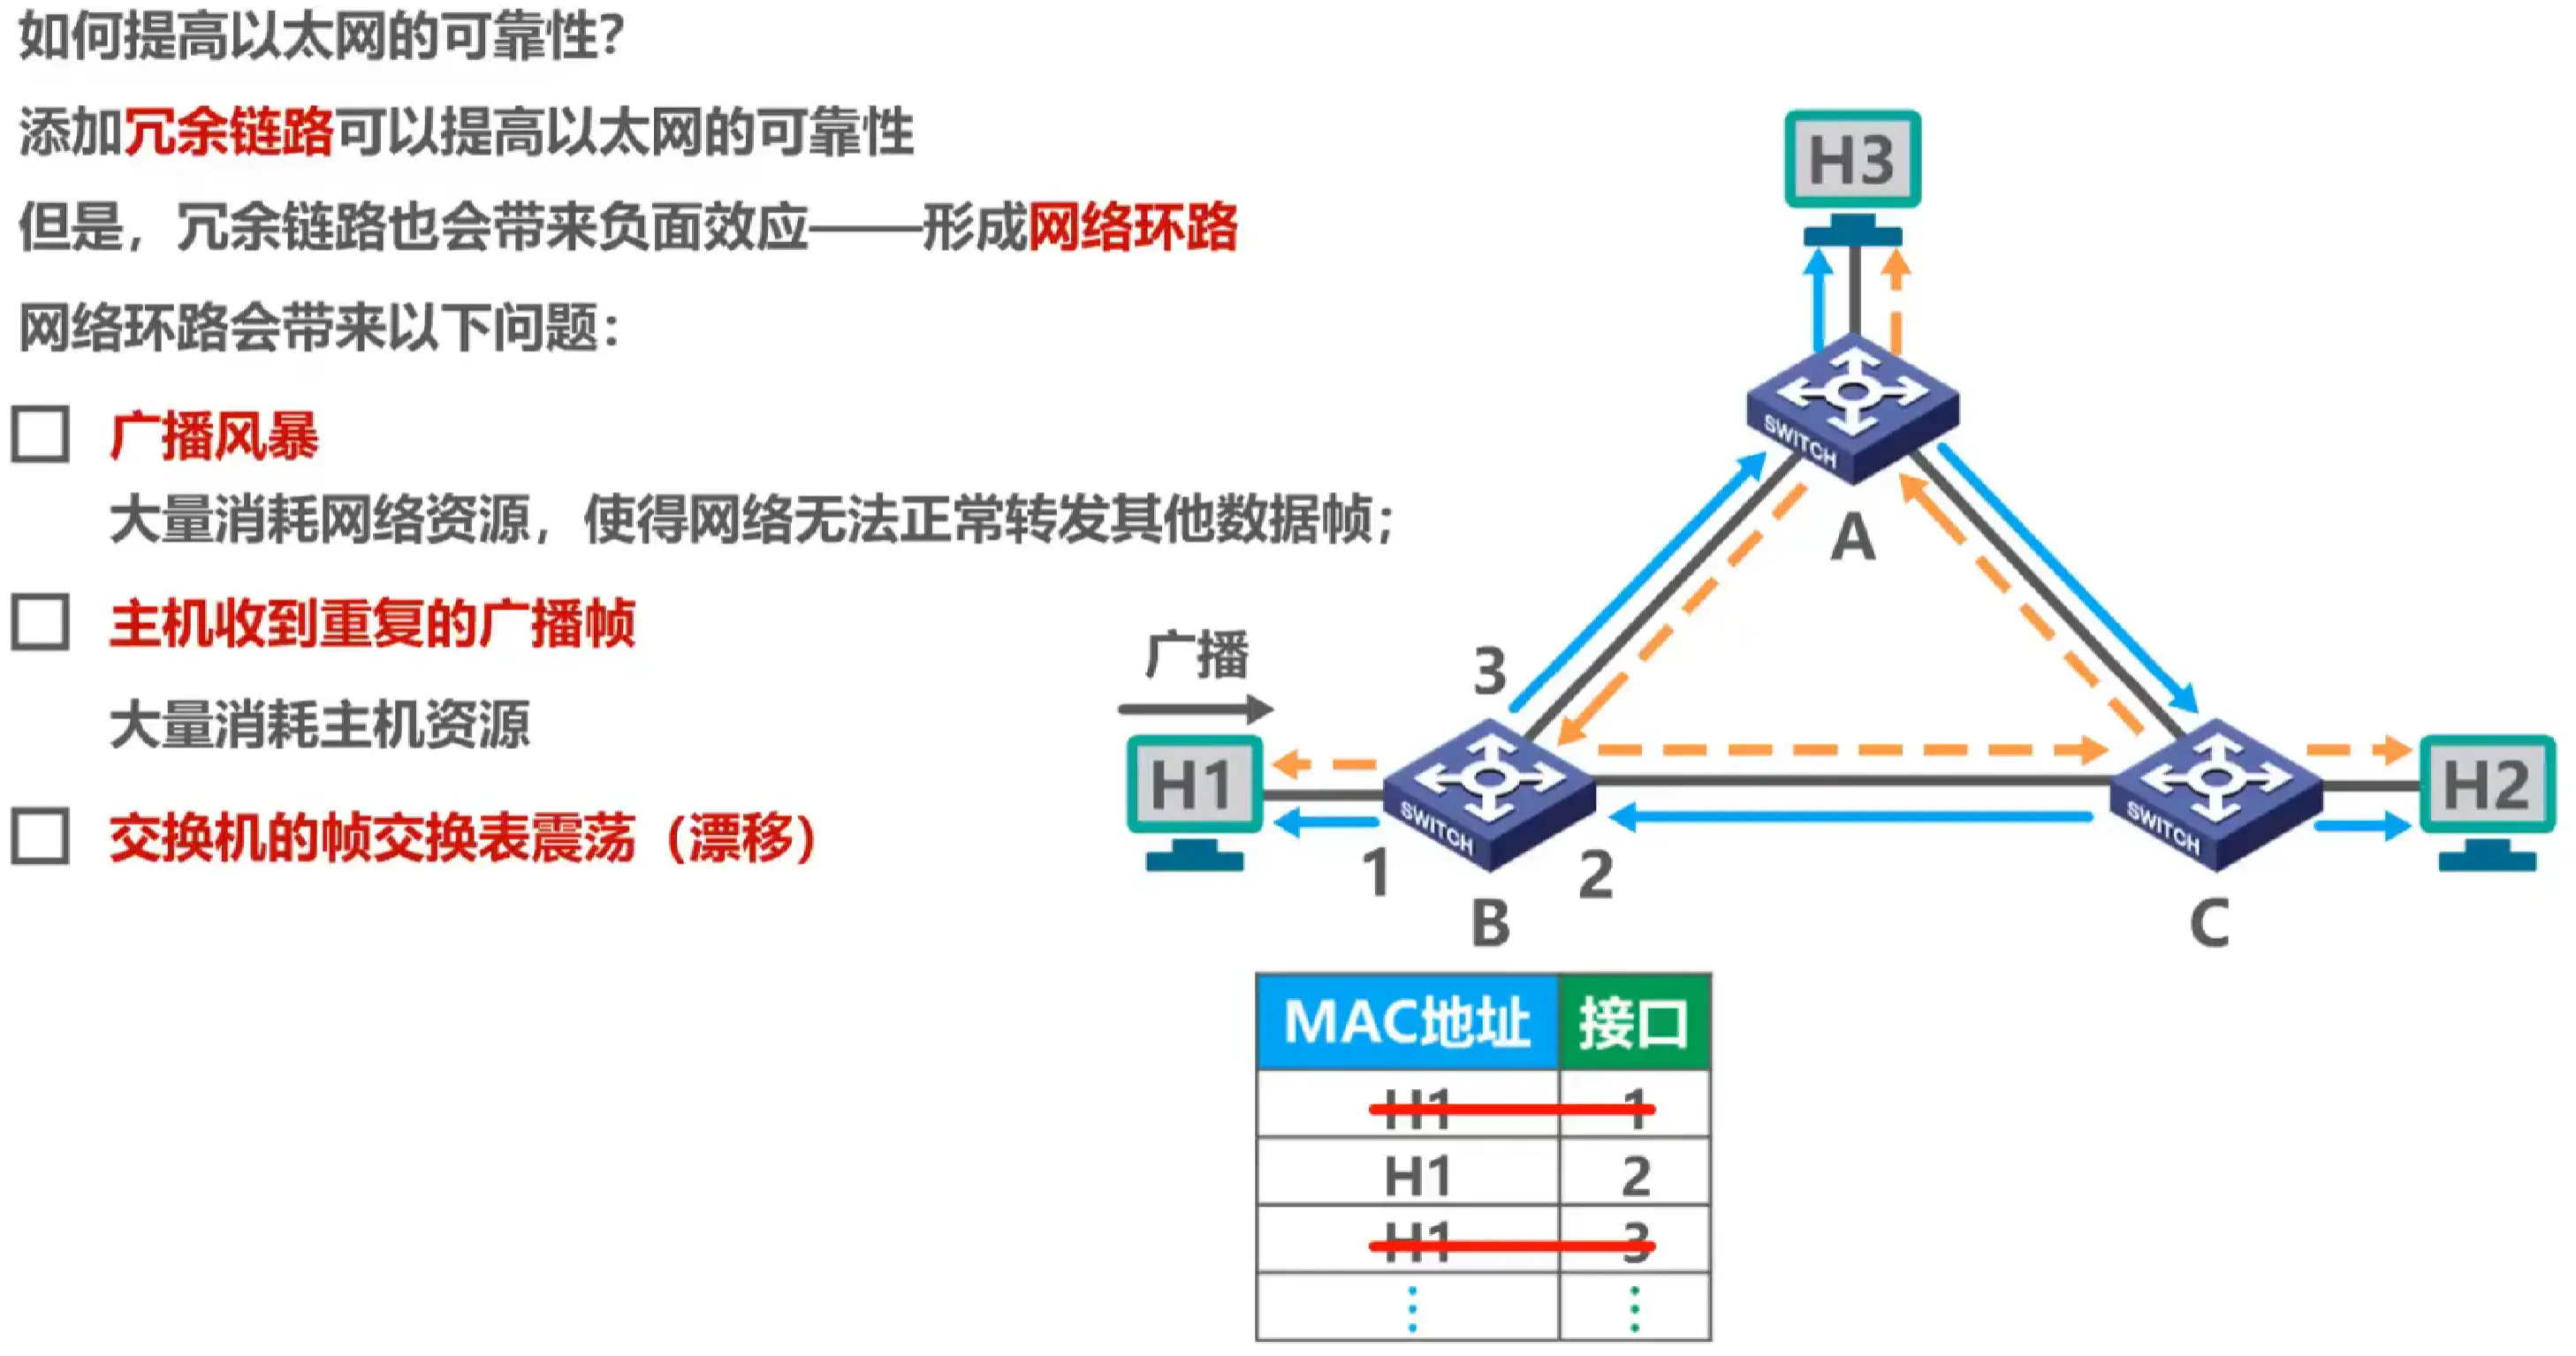 如何提高以太网的可靠性？
添加冗余链路可以提高以太网的可靠性
但是，冗余链路也会带来负面效应——形成网络环路
网络环路会带来以下问题：
广播风暴
大量消耗网络资源，使得网络无法正常转发其他数据帧；
主机收到重复的广播帧
大量消耗主机资源
交换机的帧交换表震荡（漂移）
H3
SWITCH
A
广播
3
H1
SWITCH
1
2
B
SWITCH
H2
C
MAC地址 接口
H1 1
H1 2
H1 3